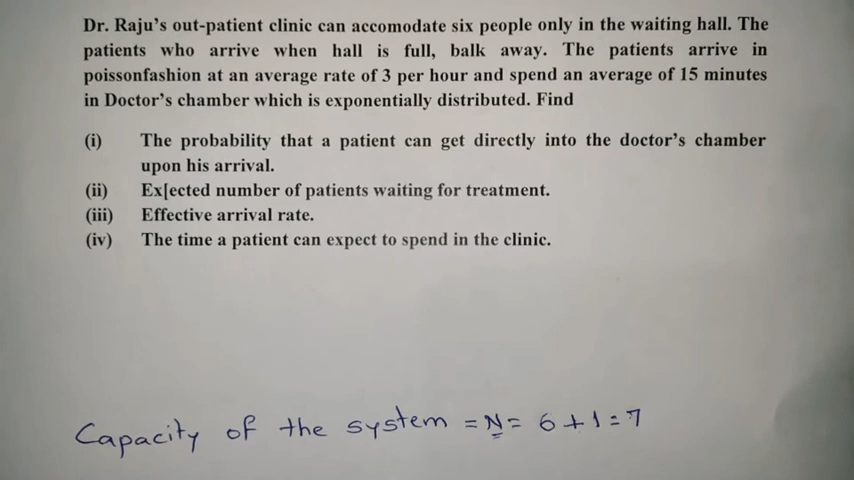 Dr. Raju's out-patient clinic can accomodate six people only in the waiting hall. The
patients who arrive when hall is full, balk away. The patients arrive in
poissonfashion at an average rate of 3 per hour and spend an average of 15 minutes
in Doctor's chamber which is exponentially distributed. Find
(i) The probability that a patient can get directly into the doctor's chamber
upon his arrival.
(ii) Ex[ected number of patients waiting for treatment.
(iii) Effective arrival rate.
(iv) The time a patient can expect to spend in the clinic.
Capacity of the system = N = 6 + 1 = 7